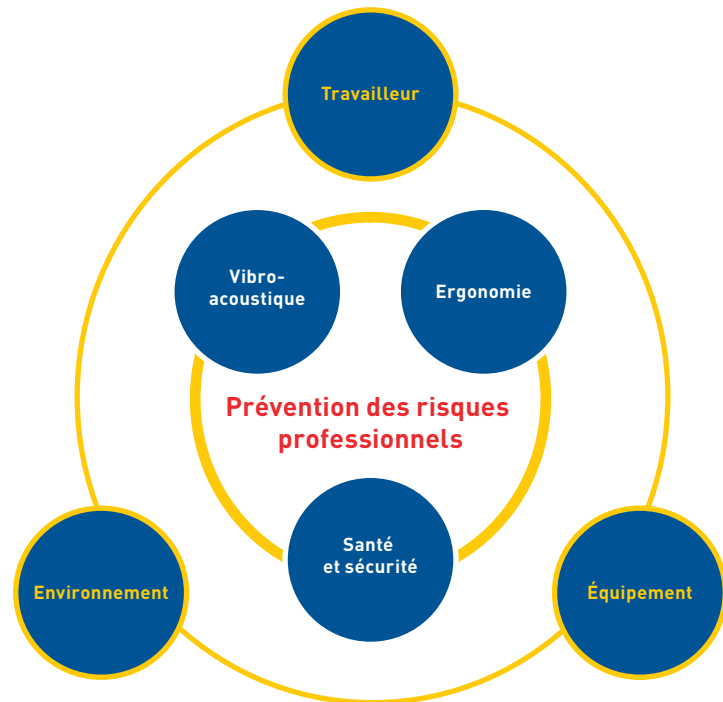 Travailleur
Vibro-
acoustique
Ergonomie
Prévention des risques
professionnels
Santé
et sécurité
Environnement
Équipement